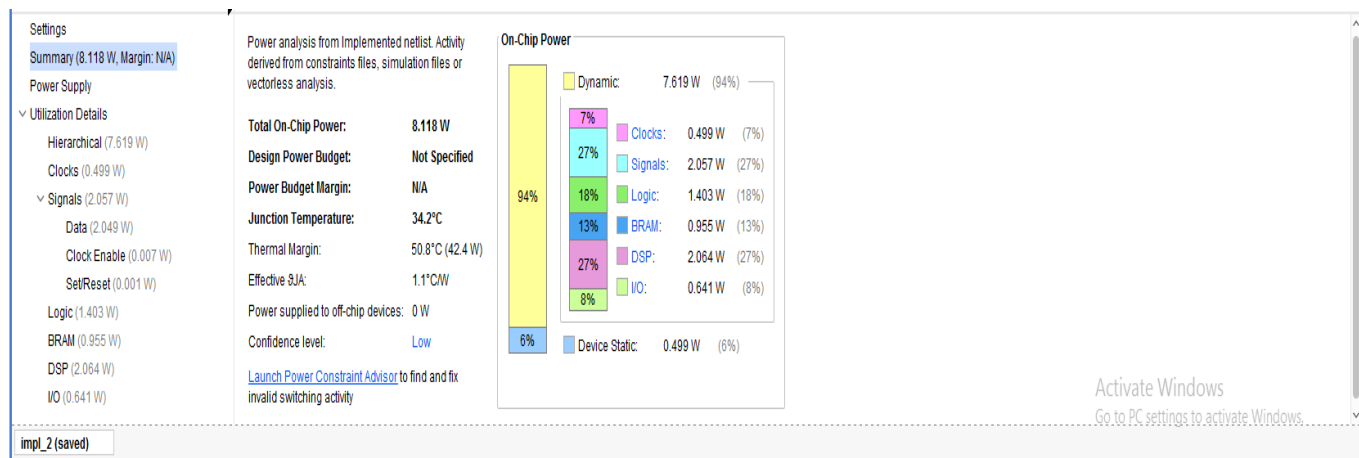 Settings
Summary (8.118 W, Margin: N/A)
Power Supply
Utilization Details
Hierarchical (7.619 W)
Clocks (0.499 W)
Signals (2.057 W)
Data (2.049 W)
Clock Enable (0.007 W)
Set/Reset (0.001 W)
Logic (1.403 W)
BRAM (0.955 W)
DSP (2.064 W)
I/O (0.641 W)
Power analysis from Implemented netlist. Activity
derived from constraints files, simulation files or
vectorless analysis.
Total On-Chip Power: 8.118 W
Design Power Budget: Not Specified
Power Budget Margin: N/A
Junction Temperature: 34.2°C
Thermal Margin: 50.8°C (42.4 W)
Effective ϑJA: 1.1°C/W
Power supplied to off-chip devices: 0 W
Confidence level: Low
Launch Power Constraint Advisor to find and fix
invalid switching activity
On-Chip Power
94%
6%
Dynamic: 7.619 W (94%)
7%
27%
18%
13%
27%
8%
Clocks: 0.499 W (7%)
Signals: 2.057 W (27%)
Logic: 1.403 W (18%)
BRAM: 0.955 W (13%)
DSP: 2.064 W (27%)
I/O: 0.641 W (8%)
Device Static: 0.499 W (6%)
Activate Windows
Go to PC settings to activate Windows.
impl_2 (saved)